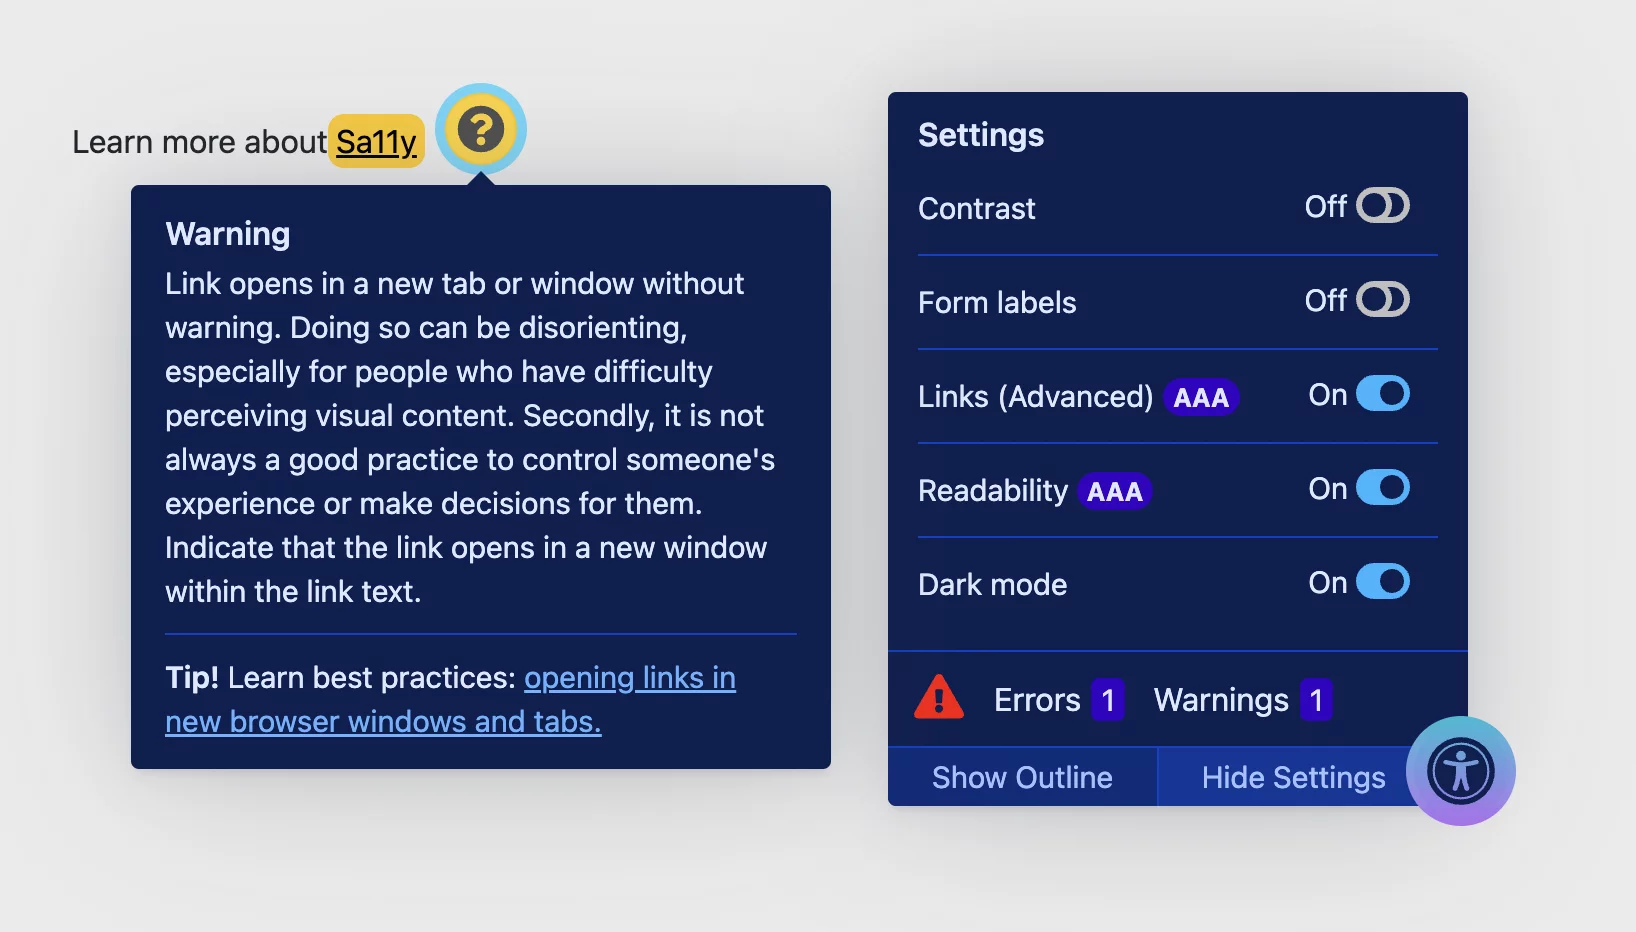 Learn more about Sa11y ?
Warning
Link opens in a new tab or window without
warning. Doing so can be disorienting,
especially for people who have difficulty
perceiving visual content. Secondly, it is not
always a good practice to control someone's
experience or make decisions for them.
Indicate that the link opens in a new window
within the link text.
Tip! Learn best practices: opening links in
new browser windows and tabs.
Settings
Contrast Off
Form labels Off
Links (Advanced) AAA On
Readability AAA On
Dark mode On
! Errors 1 Warnings 1
Show Outline Hide Settings